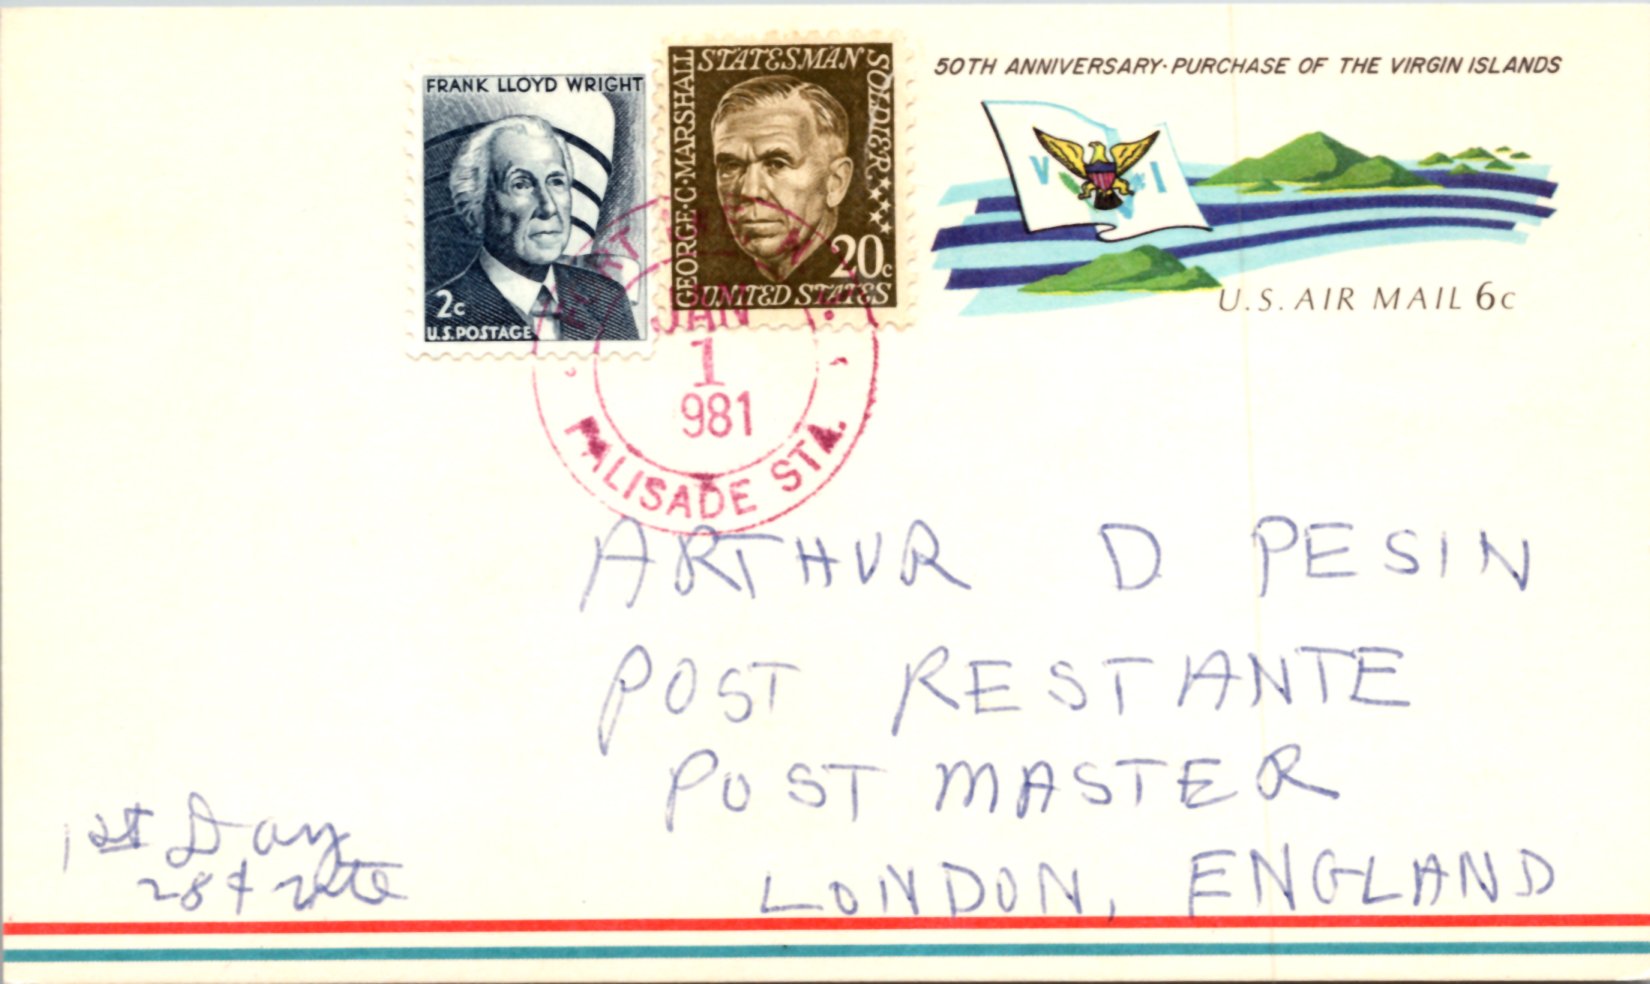 FRANK LLOYD WRIGHT
2c
U.S. POSTAGE
GEORGE·C·MARSHALL
STATESMAN
SOLDIER
20c
UNITED STATES
50TH ANNIVERSARY·PURCHASE OF THE VIRGIN ISLANDS
V I
U.S. AIR MAIL 6c
JAN
1
981
PALISADE STA.
ARTHUR D PESIN
POST RESTANTE
POST MASTER
LONDON, ENGLAND
1st Day
28¢ rate